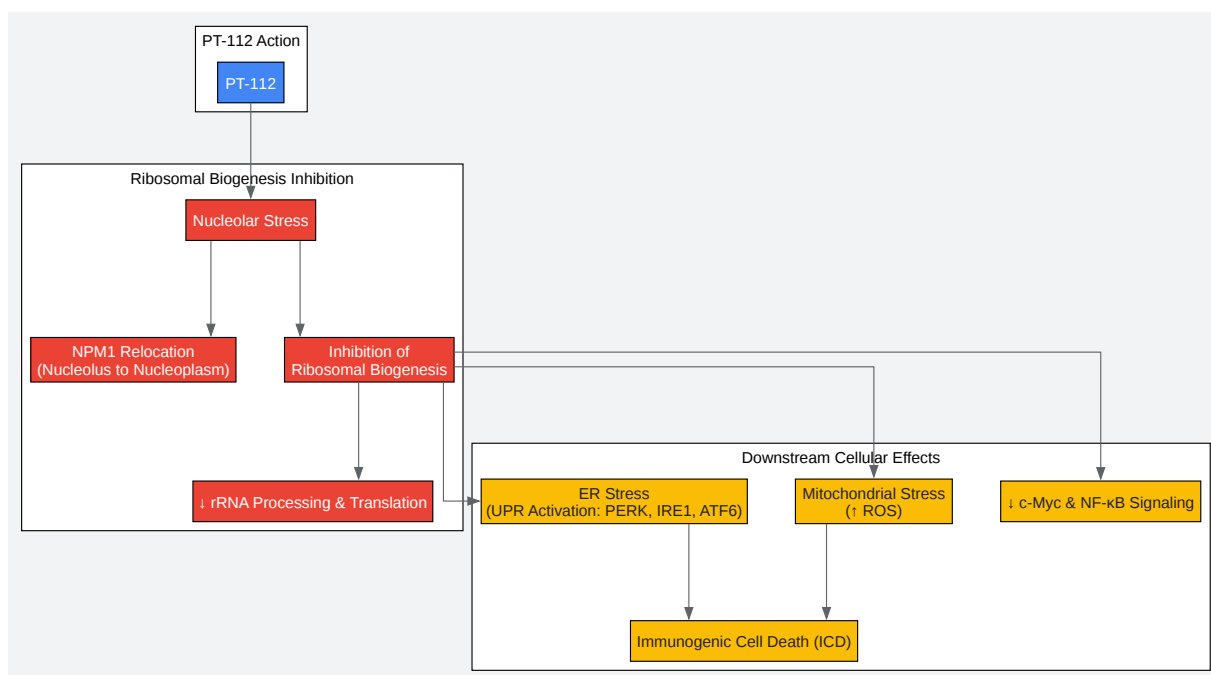 PT-112 Action
PT-112
Ribosomal Biogenesis Inhibition
Nucleolar Stress
NPM1 Relocation
(Nucleolus to Nucleoplasm)
Inhibition of
Ribosomal Biogenesis
↓ rRNA Processing & Translation
Downstream Cellular Effects
ER Stress
(UPR Activation: PERK, IRE1, ATF6)
Mitochondrial Stress
(↑ ROS)
↓ c-Myc & NF-κB Signaling
Immunogenic Cell Death (ICD)